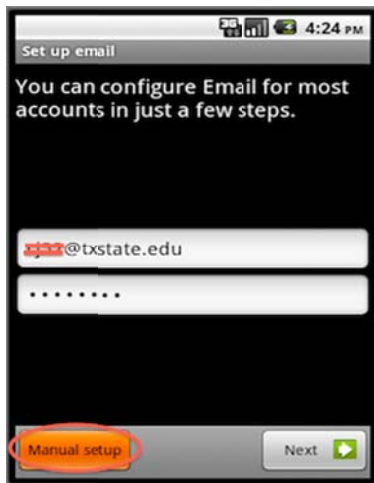 3G 4:24 PM
Set up email
You can configure Email for most
accounts in just a few steps.
@txstate.edu
••••••••
Manual setup
Next